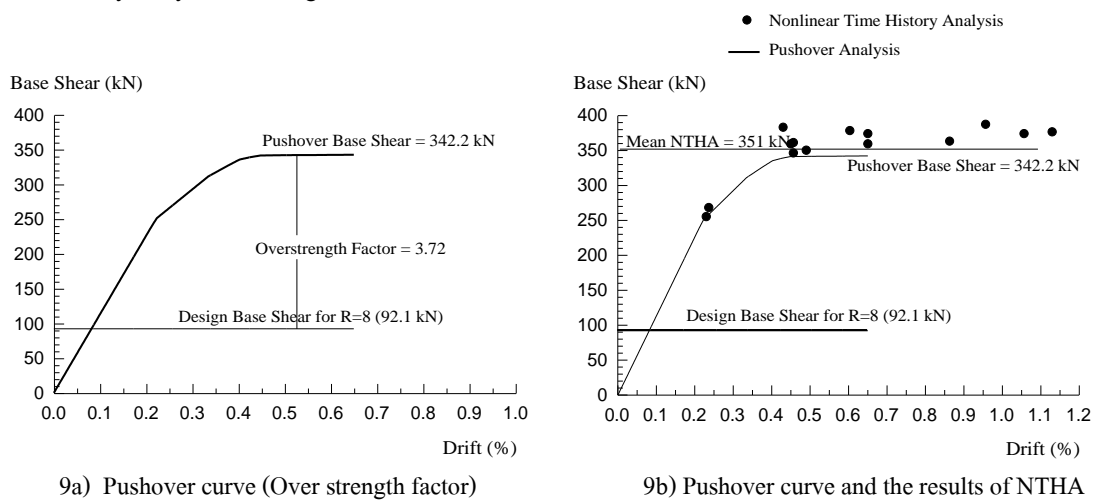 Nonlinear Time History Analysis
Pushover Analysis
Base Shear (kN)
400
350
300
250
200
150
100
50
0
Pushover Base Shear = 342.2 kN
Overstrength Factor = 3.72
Design Base Shear for R=8 (92.1 kN)
0.0 0.1 0.2 0.3 0.4 0.5 0.6 0.7 0.8 0.9 1.0
Drift (%)
9a) Pushover curve (Over strength factor)
Base Shear (kN)
400
350
300
250
200
150
100
50
0
Mean NTHA = 351 kN
Pushover Base Shear = 342.2 kN
Design Base Shear for R=8 (92.1 kN)
0.0 0.1 0.2 0.3 0.4 0.5 0.6 0.7 0.8 0.9 1.0 1.1 1.2
Drift (%)
9b) Pushover curve and the results of NTHA